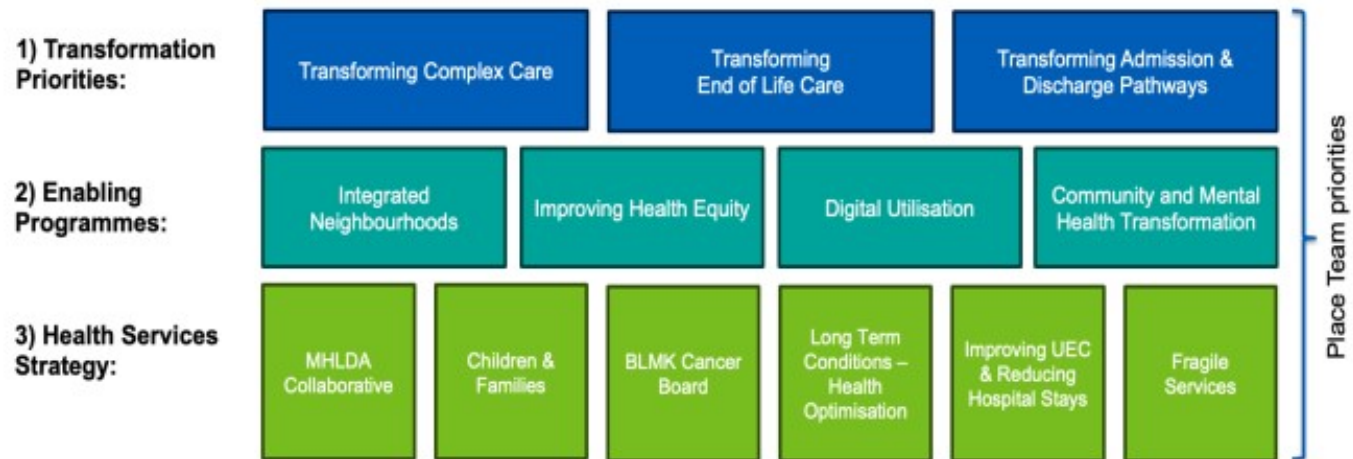 1) Transformation
Priorities:
Transforming Complex Care
Transforming
End of Life Care
Transforming Admission &
Discharge Pathways
2) Enabling
Programmes:
Integrated
Neighbourhoods
Improving Health Equity
Digital Utilisation
Community and Mental
Health Transformation
3) Health Services
Strategy:
MHLDA
Collaborative
Children &
Families
BLMK Cancer
Board
Long Term
Conditions –
Health
Optimisation
Improving UEC
& Reducing
Hospital Stays
Fragile
Services
Place Team priorities